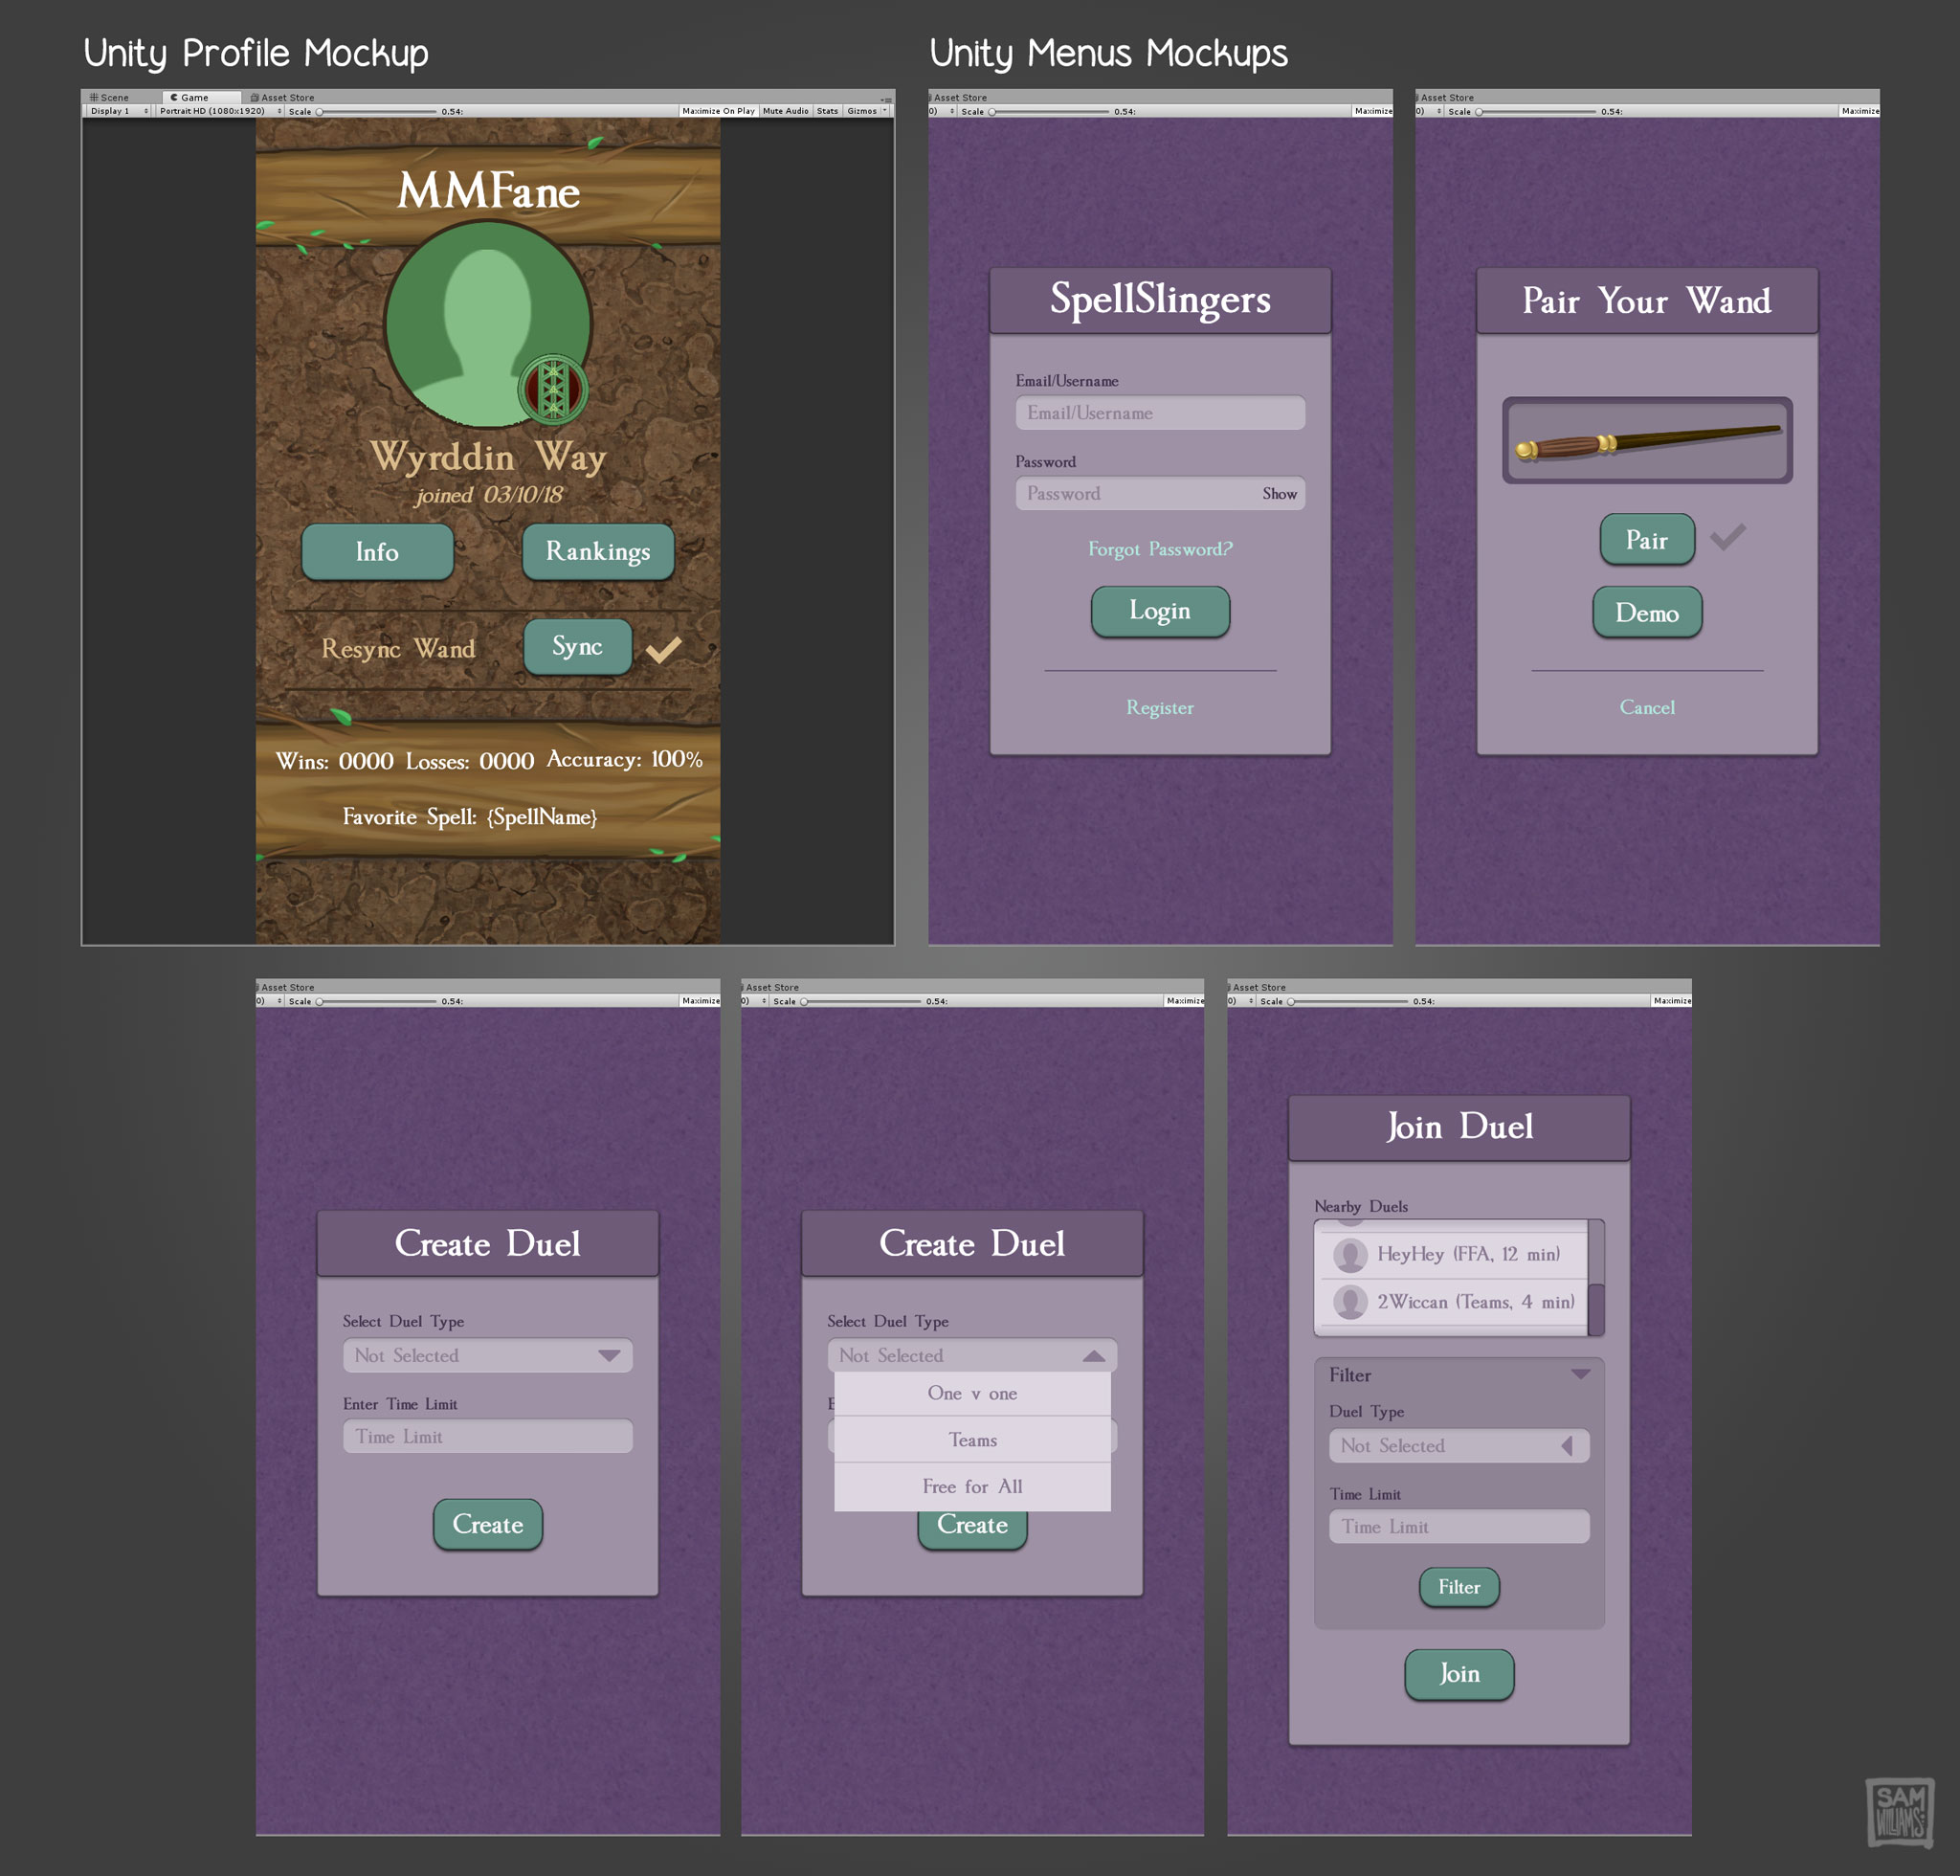 Unity Profile Mockup
Unity Menus Mockups
Scene Game Asset Store
Display 1 Portrait HD (1080x1920) Scale 0.54: Maximize On Play Mute Audio Stats Gizmos
MMFane
Wyrddin Way
joined 03/10/18
Info Rankings
Resync Wand Sync
Wins: 0000 Losses: 0000 Accuracy: 100%
Favorite Spell: {SpellName}
Asset Store
0) Scale 0.54: Maximize
SpellSlingers
Email/Username
Email/Username
Password
Password Show
Forgot Password?
Login
Register
Asset Store
0) Scale 0.54: Maximize
Pair Your Wand
Pair
Demo
Cancel
Asset Store
0) Scale 0.54: Maximize
Create Duel
Select Duel Type
Not Selected
Enter Time Limit
Time Limit
Create
Asset Store
0) Scale 0.54: Maximize
Create Duel
Select Duel Type
Not Selected
One v one
E
Teams
Free for All
Create
Asset Store
0) Scale 0.54: Maximize
Join Duel
Nearby Duels
HeyHey (FFA, 12 min)
2Wiccan (Teams, 4 min)
Filter
Duel Type
Not Selected
Time Limit
Time Limit
Filter
Join
SAM
WILLIAMS